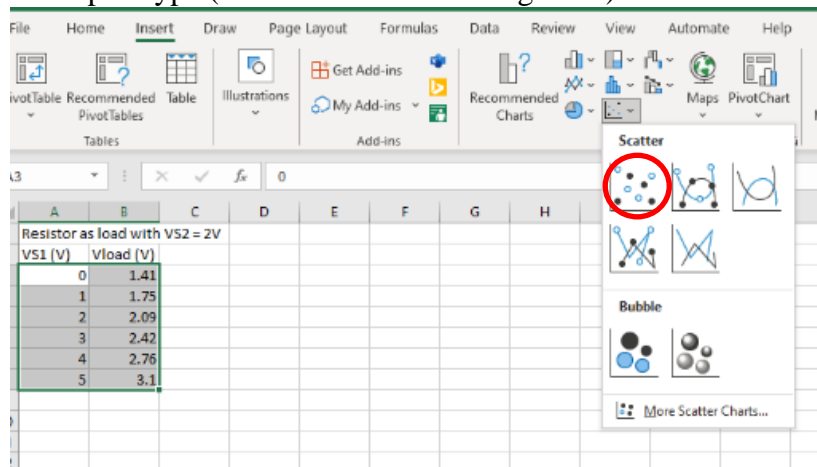 File Home Insert Draw Page Layout Formulas Data Review View Automate Help
Get Add-ins
My Add-ins
ivotTable Recommended PivotTables Table Illustrations Recommended Charts Maps PivotChart
Tables Add-ins
A3 fx 0
A B C D E F G H
Resistor as load with VS2 = 2V
VS1 (V) Vload (V)
0 1.41
1 1.75
2 2.09
3 2.42
4 2.76
5 3.1
Scatter
Bubble
More Scatter Charts...